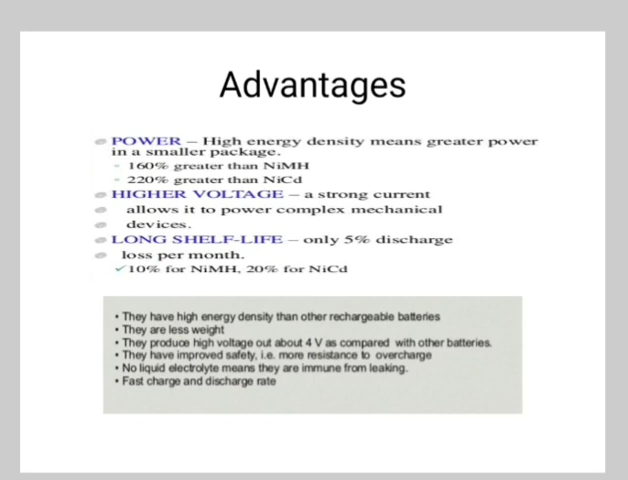 Advantages
POWER – High energy density means greater power
in a smaller package.
160% greater than NiMH
220% greater than NiCd
HIGHER VOLTAGE – a strong current
allows it to power complex mechanical
devices.
LONG SHELF-LIFE – only 5% discharge
loss per month.
✓10% for NiMH, 20% for NiCd
• They have high energy density than other rechargeable batteries
• They are less weight
• They produce high voltage out about 4 V as compared with other batteries.
• They have improved safety, i.e. more resistance to overcharge
• No liquid electrolyte means they are immune from leaking.
• Fast charge and discharge rate